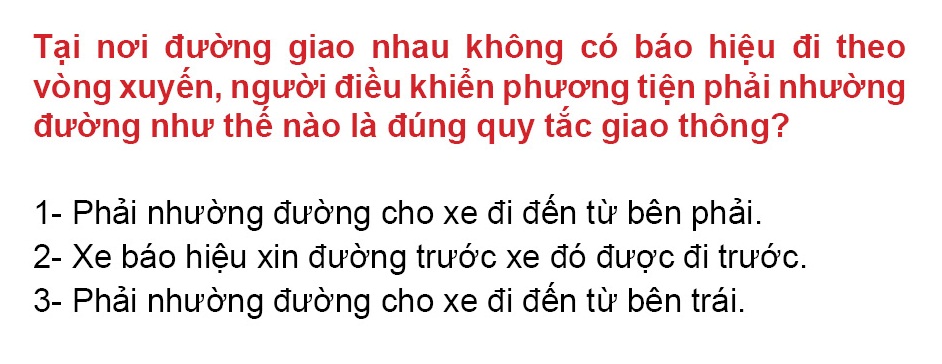 Tại nơi đường giao nhau không có báo hiệu đi theo
vòng xuyến, người điều khiển phương tiện phải nhường
đường như thế nào là đúng quy tắc giao thông?
1- Phải nhường đường cho xe đi đến từ bên phải.
2- Xe báo hiệu xin đường trước xe đó được đi trước.
3- Phải nhường đường cho xe đi đến từ bên trái.